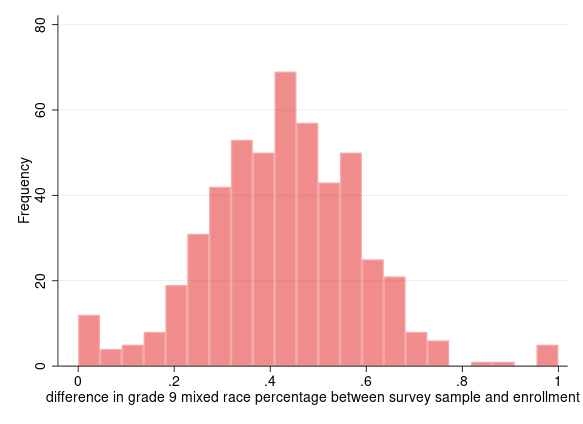 80
60
40
20
0
Frequency
0 .2 .4 .6 .8 1
difference in grade 9 mixed race percentage between survey sample and enrollment